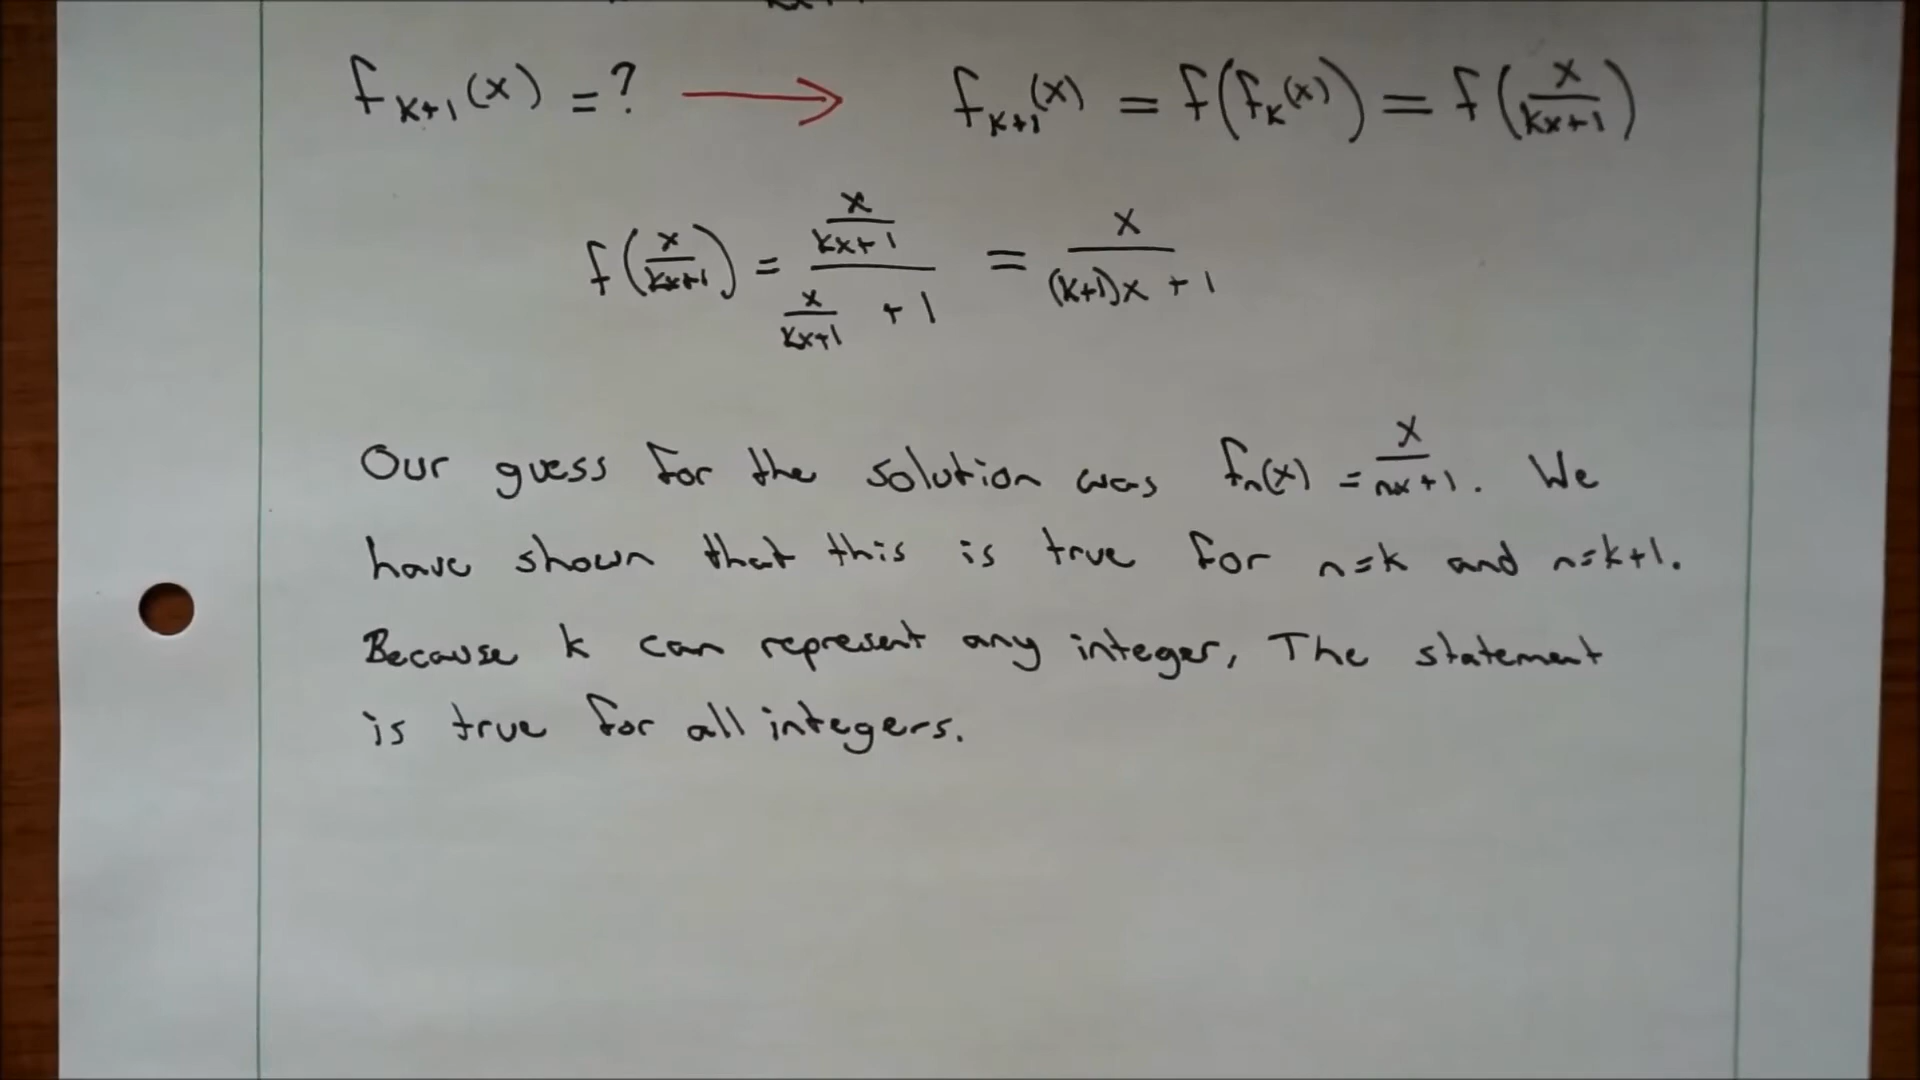 f_{k+1}(x) = ? → f_{k+1}(x) = f(f_k(x)) = f(x/(kx+1))
f(x/(kx+1)) = (x/(kx+1))/(x/(kx+1) + 1) = x/((k+1)x + 1)
Our guess for the solution was f_n(x) = x/(nx+1). We
have shown that this is true for n=k and n=k+1.
Because k can represent any integer, The statement
is true for all integers.